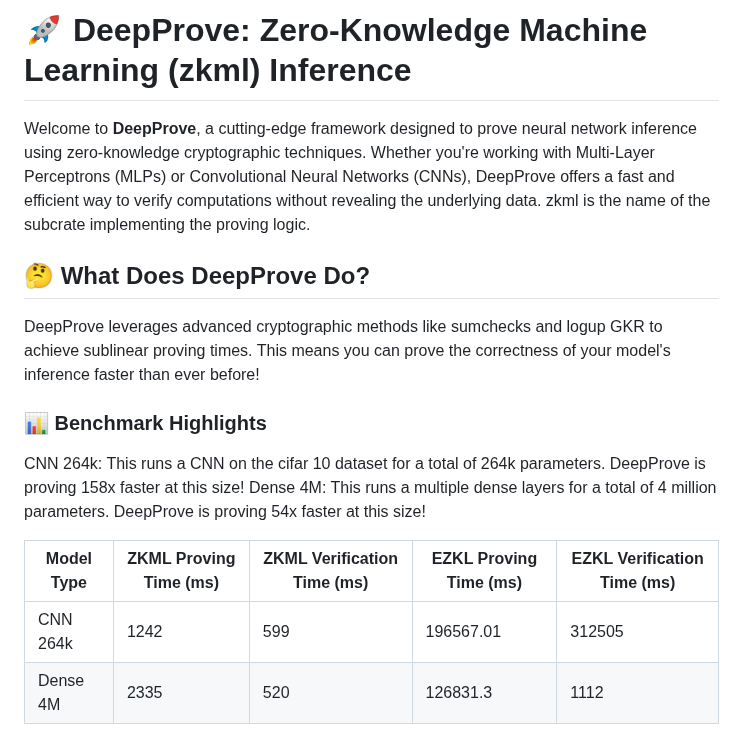 🚀 DeepProve: Zero-Knowledge Machine
Learning (zkml) Inference
Welcome to DeepProve, a cutting-edge framework designed to prove neural network inference
using zero-knowledge cryptographic techniques. Whether you're working with Multi-Layer
Perceptrons (MLPs) or Convolutional Neural Networks (CNNs), DeepProve offers a fast and
efficient way to verify computations without revealing the underlying data. zkml is the name of the
subcrate implementing the proving logic.
🤔 What Does DeepProve Do?
DeepProve leverages advanced cryptographic methods like sumchecks and logup GKR to
achieve sublinear proving times. This means you can prove the correctness of your model's
inference faster than ever before!
📊 Benchmark Highlights
CNN 264k: This runs a CNN on the cifar 10 dataset for a total of 264k parameters. DeepProve is
proving 158x faster at this size! Dense 4M: This runs a multiple dense layers for a total of 4 million
parameters. DeepProve is proving 54x faster at this size!
Model Type | ZKML Proving Time (ms) | ZKML Verification Time (ms) | EZKL Proving Time (ms) | EZKL Verification Time (ms)
CNN 264k | 1242 | 599 | 196567.01 | 312505
Dense 4M | 2335 | 520 | 126831.3 | 1112